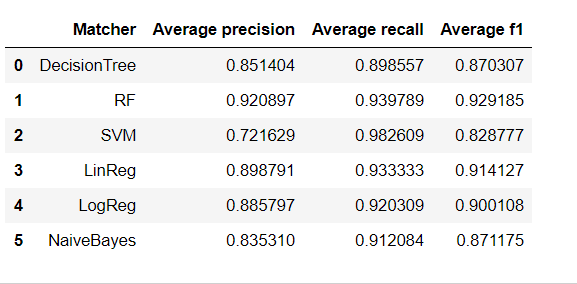 Matcher Average precision Average recall Average f1
0 DecisionTree 0.851404 0.898557 0.870307
1 RF 0.920897 0.939789 0.929185
2 SVM 0.721629 0.982609 0.828777
3 LinReg 0.898791 0.933333 0.914127
4 LogReg 0.885797 0.920309 0.900108
5 NaiveBayes 0.835310 0.912084 0.871175